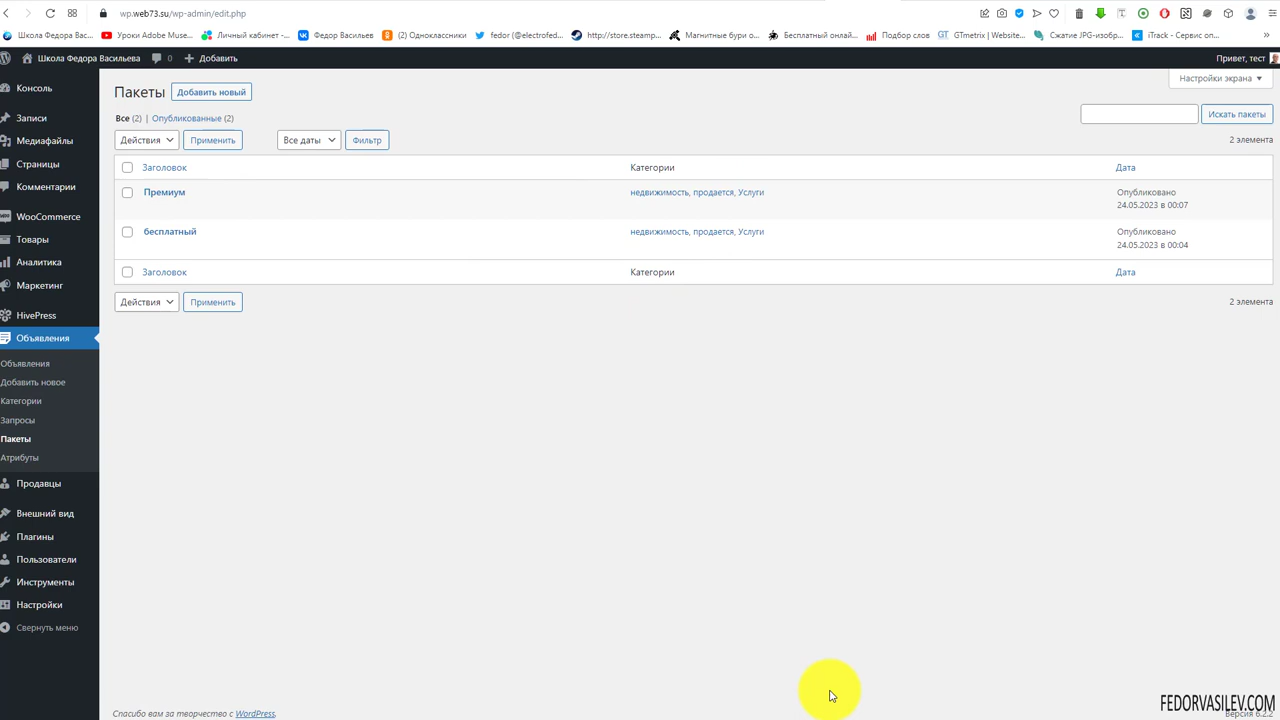 wp.web73.su/wp-admin/edit.php
Школа Федора Васи...
Уроки Adobe Muse...
Личный кабинет -...
Федор Васильев
(2) Одноклассники
fedor (@electrofed...
http://store.steamp...
Магнитные бури о...
Бесплатный онлай...
Подбор слов
GTmetrix | Website...
Сжатие JPG-изобр...
iTrack - Сервис оп...
Школа Федора Васильева
0
Добавить
Привет, тест
Консоль
Записи
Медиафайлы
Страницы
Комментарии
WooCommerce
Товары
Аналитика
Маркетинг
HivePress
Объявления
Объявления
Добавить новое
Категории
Запросы
Пакеты
Атрибуты
Продавцы
Внешний вид
Плагины
Пользователи
Инструменты
Настройки
Свернуть меню
Настройки экрана
Пакеты
Добавить новый
Все (2) | Опубликованные (2)
Искать пакеты
Действия
Применить
Все даты
Фильтр
2 элемента
Заголовок Категории Дата
Премиум недвижимость, продается, Услуги Опубликовано
24.05.2023 в 00:07
бесплатный недвижимость, продается, Услуги Опубликовано
24.05.2023 в 00:04
Заголовок Категории Дата
Действия
Применить
2 элемента
FEDORVASILEV.COM
Спасибо вам за творчество с WordPress.
Версия 6.2.2